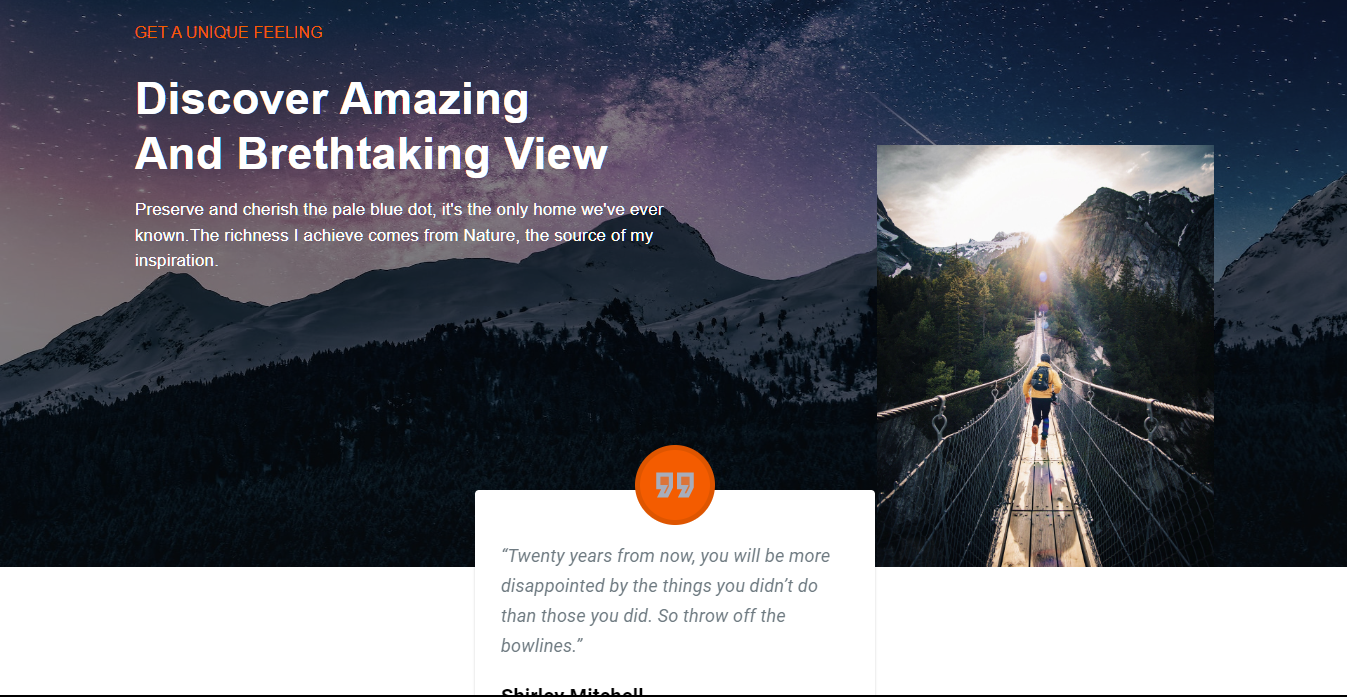 GET A UNIQUE FEELING
Discover Amazing
And Brethtaking View
Preserve and cherish the pale blue dot, it's the only home we've ever
known.The richness I achieve comes from Nature, the source of my
inspiration.
“Twenty years from now, you will be more
disappointed by the things you didn’t do
than those you did. So throw off the
bowlines.”
Shirley Mitchell